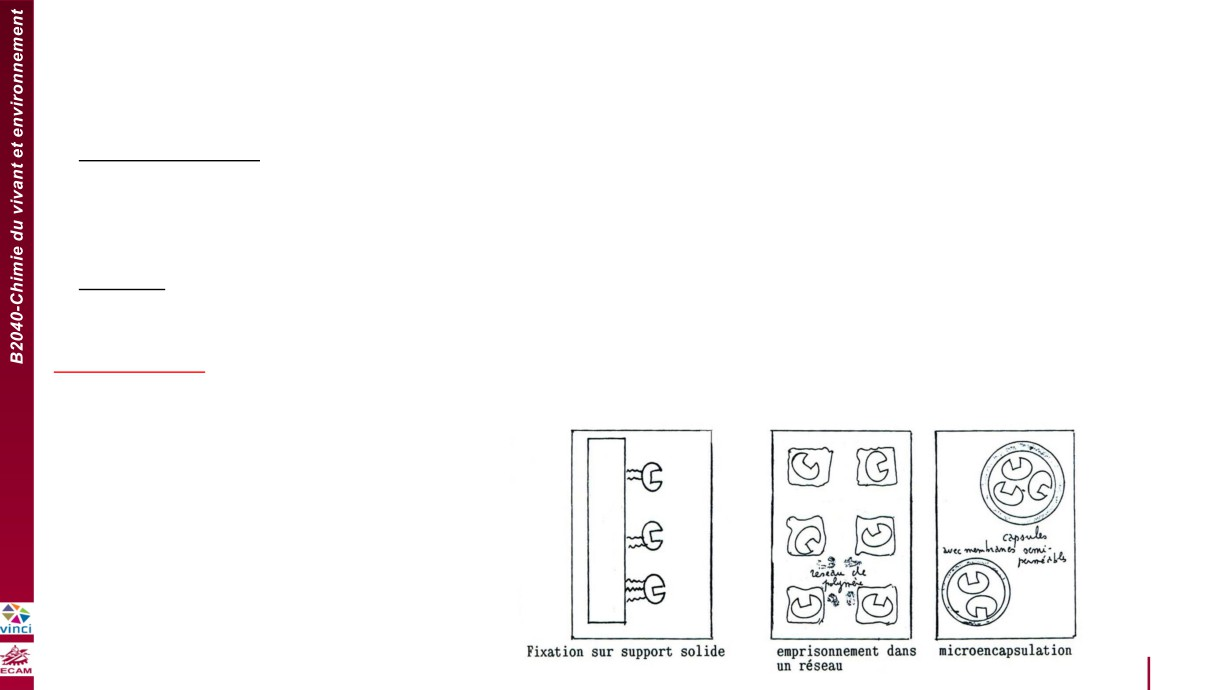 B2040-Chimie du vivant et environnement
vinci
ECAM
réseau de
polymère
capsules
avec membranes semi-
perméables
Fixation sur support solide
emprisonnement dans
un réseau
microencapsulation